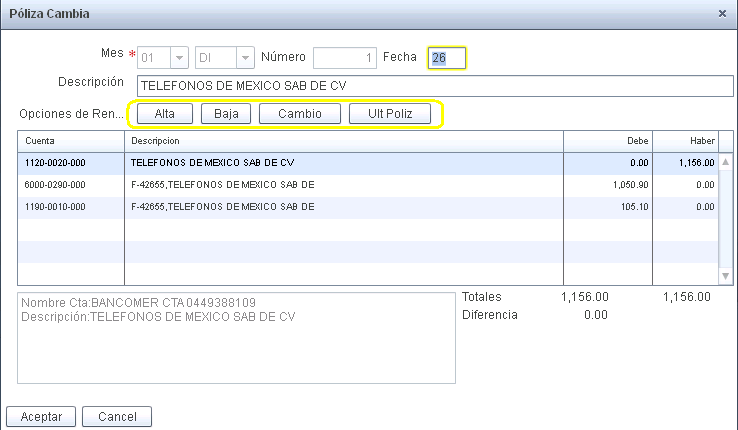 Póliza Cambia
Mes * 01 DI Número 1 Fecha 26
Descripción TELEFONOS DE MEXICO SAB DE CV
Opciones de Ren... Alta Baja Cambio Ult Poliz
Cuenta Descripcion Debe Haber
1120-0020-000 TELEFONOS DE MEXICO SAB DE CV 0.00 1,156.00
6000-0290-000 F-42655,TELEFONOS DE MEXICO SAB DE 1,050.90 0.00
1190-0010-000 F-42655,TELEFONOS DE MEXICO SAB DE 105.10 0.00
Nombre Cta:BANCOMER CTA 0449388109
Descripción:TELEFONOS DE MEXICO SAB DE CV
Totales 1,156.00 1,156.00
Diferencia 0.00
Aceptar Cancel